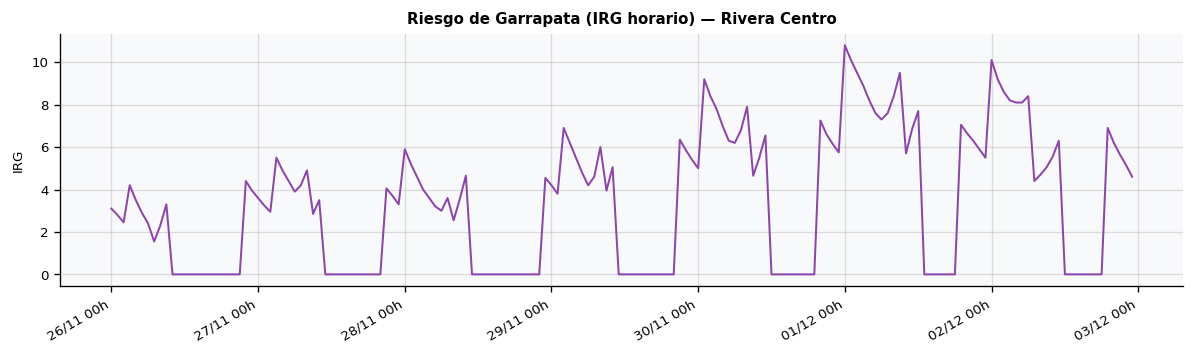 Riesgo de Garrapata (IRG horario) — Rivera Centro
IRG
10
8
6
4
2
0
26/11 00h
27/11 00h
28/11 00h
29/11 00h
30/11 00h
01/12 00h
02/12 00h
03/12 00h